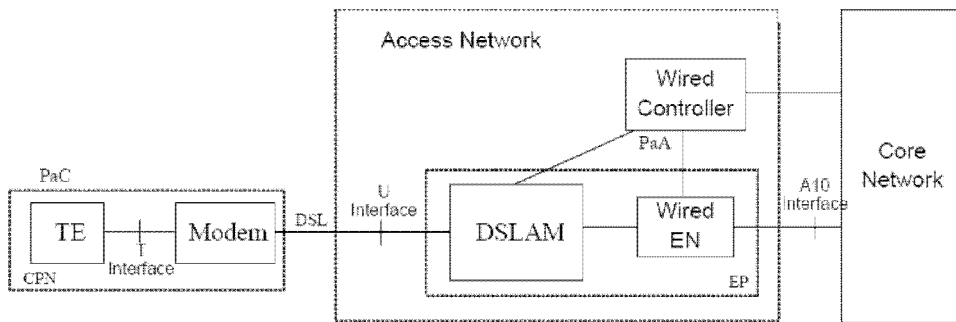 Access Network
Wired
Controller
PaA
Core
Network
PaC
U
Interface
A10
Interface
DSL
TE
T
Interface
Modem
DSLAM
Wired
EN
CPN
EP